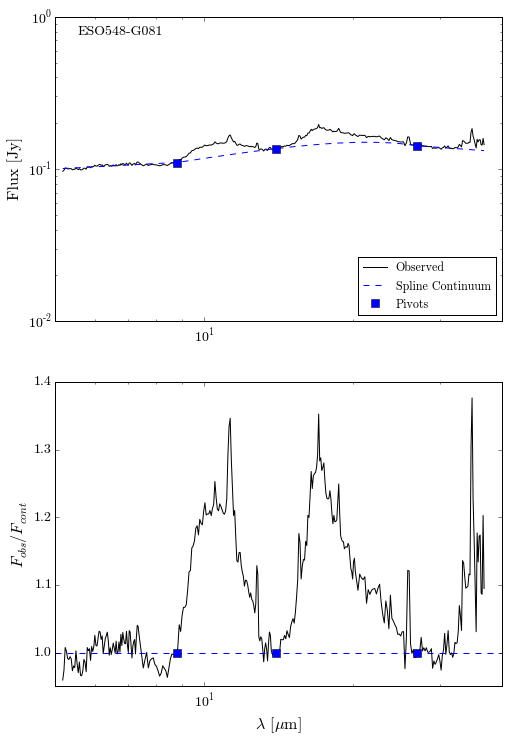 10^0
ESO548-G081
Flux [Jy]
10^-1
Observed
Spline Continuum
Pivots
10^-2
10^1
1.4
1.3
1.2
F_obs/F_cont
1.1
1.0
10^1
λ [μm]